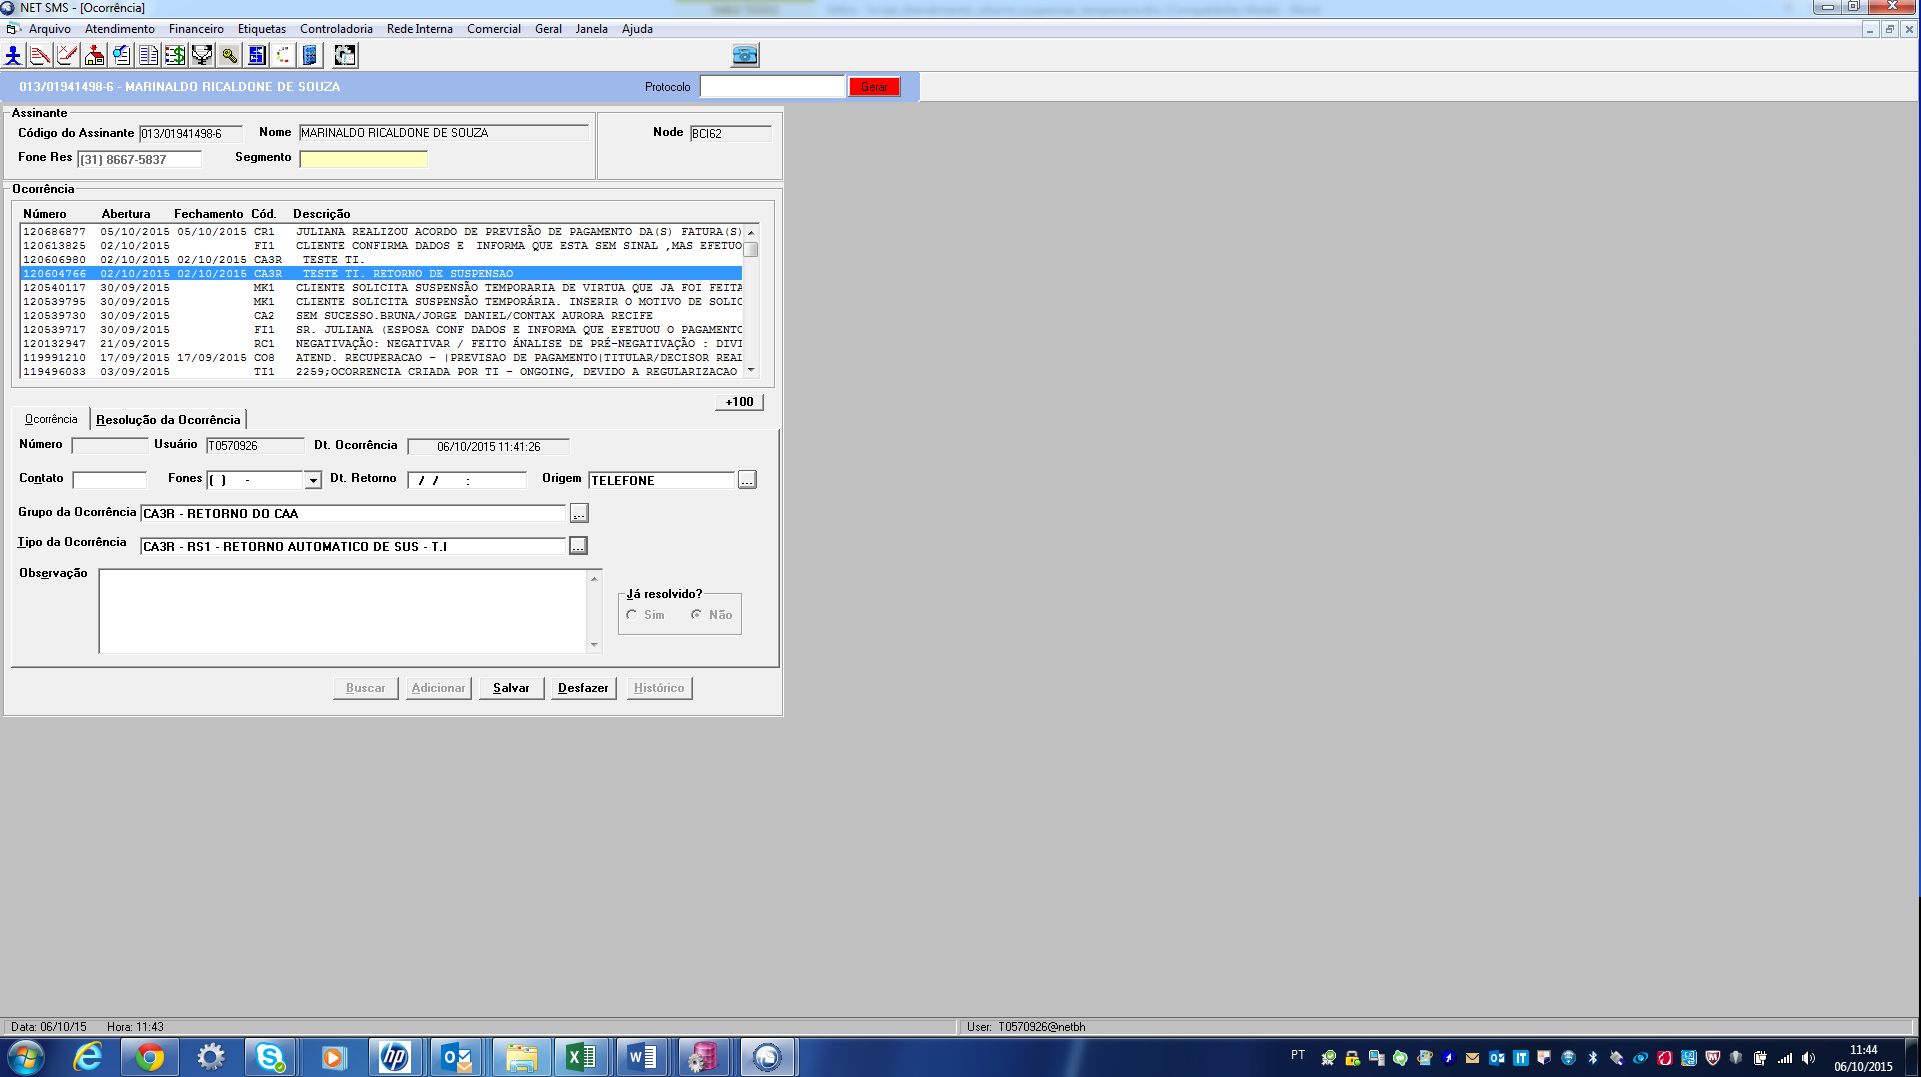 NET SMS - [Ocorrência]
Arquivo Atendimento Financeiro Etiquetas Controladoria Rede Interna Comercial Geral Janela Ajuda
013/01941498-6 - MARINALDO RICALDONE DE SOUZA Protocolo Gerar
Assinante
Código do Assinante 013/01941498-6 Nome MARINALDO RICALDONE DE SOUZA Node BCI62
Fone Res (31) 8667-5837 Segmento
Ocorrência
Número Abertura Fechamento Cód. Descrição
120686877 05/10/2015 05/10/2015 CR1 JULIANA REALIZOU ACORDO DE PREVISÃO DE PAGAMENTO DA(S) FATURA(S)
120613825 02/10/2015 FI1 CLIENTE CONFIRMA DADOS E INFORMA QUE ESTA SEM SINAL ,MAS EFETUO
120606980 02/10/2015 02/10/2015 CA3R TESTE TI.
120604766 02/10/2015 02/10/2015 CA3R TESTE TI. RETORNO DE SUSPENSAO
120540117 30/09/2015 MK1 CLIENTE SOLICITA SUSPENSÃO TEMPORARIA DE VIRTUA QUE JA FOI FEITA
120539795 30/09/2015 MK1 CLIENTE SOLICITA SUSPENSÃO TEMPORÁRIA. INSERIR O MOTIVO DE SOLIC
120539730 30/09/2015 CA2 SEM SUCESSO.BRUNA/JORGE DANIEL/CONTAX AURORA RECIFE
120539717 30/09/2015 FI1 SR. JULIANA (ESPOSA CONF DADOS E INFORMA QUE EFETUOU O PAGAMENTO
120132947 21/09/2015 RC1 NEGATIVAÇÃO: NEGATIVAR / FEITO ÁNALISE DE PRÉ-NEGATIVAÇÃO : DIVI
119991210 17/09/2015 17/09/2015 CO8 ATEND. RECUPERACAO - |PREVISAO DE PAGAMENTO|TITULAR/DECISOR REAL
119496033 03/09/2015 TI1 2259;OCORRENCIA CRIADA POR TI - ONGOING, DEVIDO A REGULARIZACAO
+100
Ocorrência Resolução da Ocorrência
Número Usuário T0570926 Dt. Ocorrência 06/10/2015 11:41:26
Contato Fones ( ) - Dt. Retorno / / : Origem TELEFONE ...
Grupo da Ocorrência CA3R - RETORNO DO CAA ...
Tipo da Ocorrência CA3R - RS1 - RETORNO AUTOMATICO DE SUS - T.I ...
Observação
Já resolvido?
Sim Não
Buscar Adicionar Salvar Desfazer Histórico
Data: 06/10/15 Hora: 11:43 User: T0570926@netbh
PT
11:44
06/10/2015